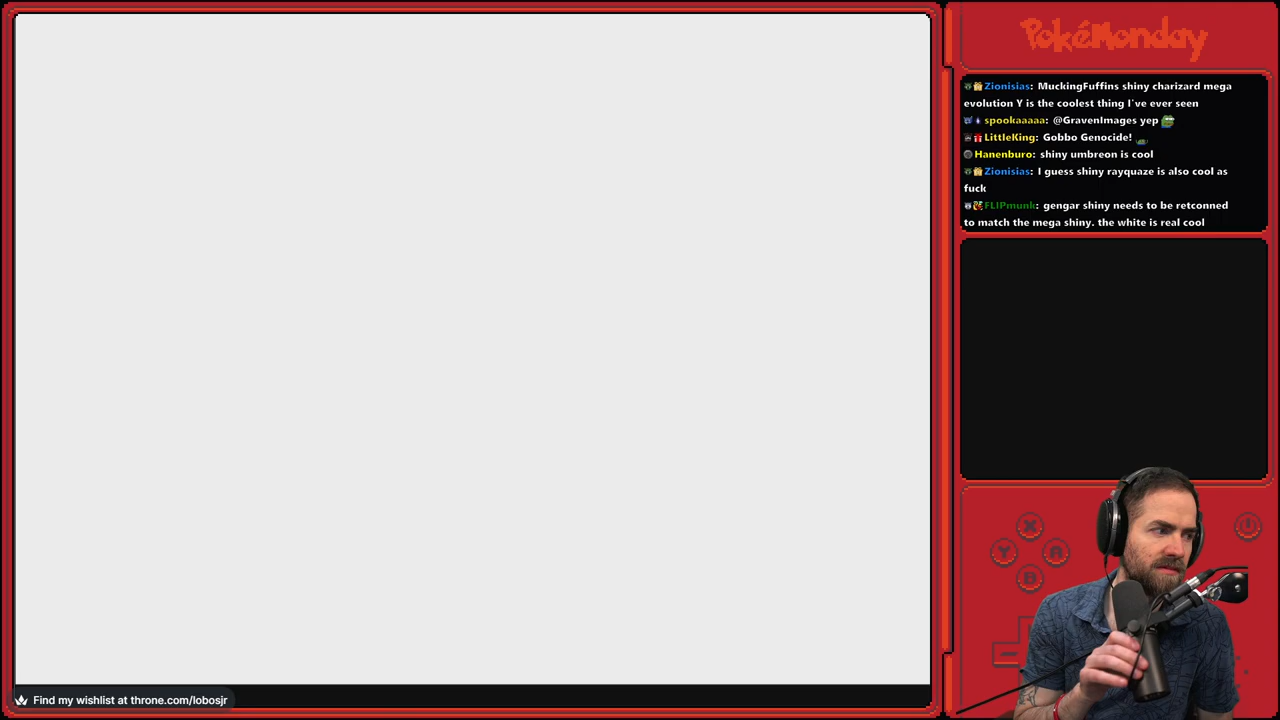 PokéMonday
Zionisias: MuckingFuffins shiny charizard mega
evolution Y is the coolest thing I've ever seen
spookaaaaa: @GravenImages yep
LittleKing: Gobbo Genocide!
Hanenburo: shiny umbreon is cool
Zionisias: I guess shiny rayquaze is also cool as
fuck
FLIPmunk: gengar shiny needs to be retconned
to match the mega shiny. the white is real cool
X
Y A
B
Find my wishlist at throne.com/lobosjr